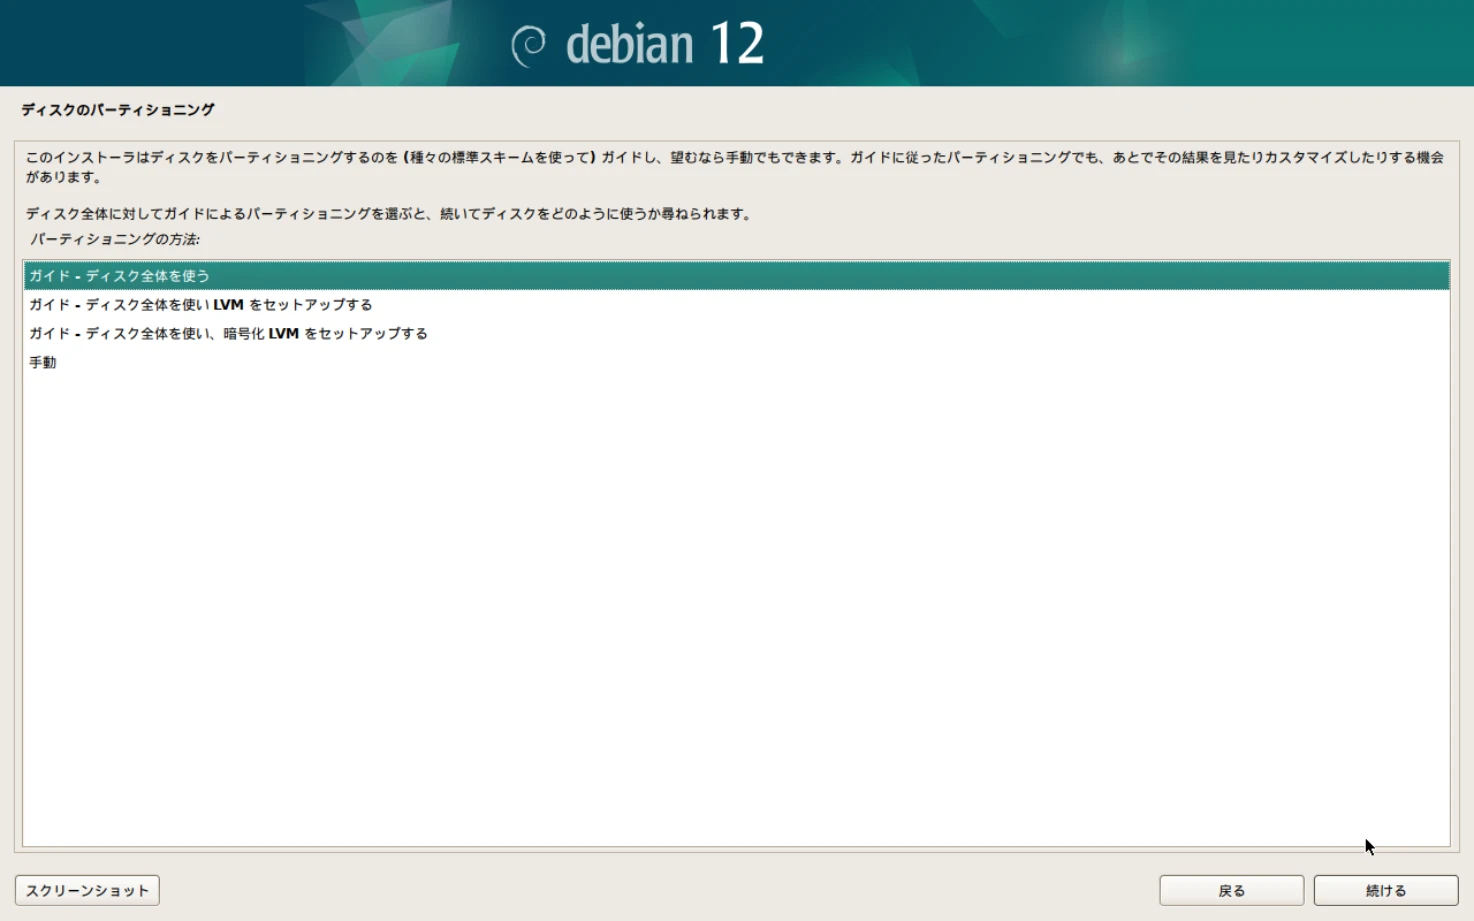 debian 12
ディスクのパーティショニング
このインストーラはディスクをパーティショニングするのを (種々の標準スキームを使って) ガイドし、望むなら手動でもできます。ガイドに従ったパーティショニングでも、あとでその結果を見たりカスタマイズしたりする機会
があります。
ディスク全体に対してガイドによるパーティショニングを選ぶと、続いてディスクをどのように使うか尋ねられます。
パーティショニングの方法:
ガイド - ディスク全体を使う
ガイド - ディスク全体を使い LVM をセットアップする
ガイド - ディスク全体を使い、暗号化 LVM をセットアップする
手動
スクリーンショット
戻る
続ける